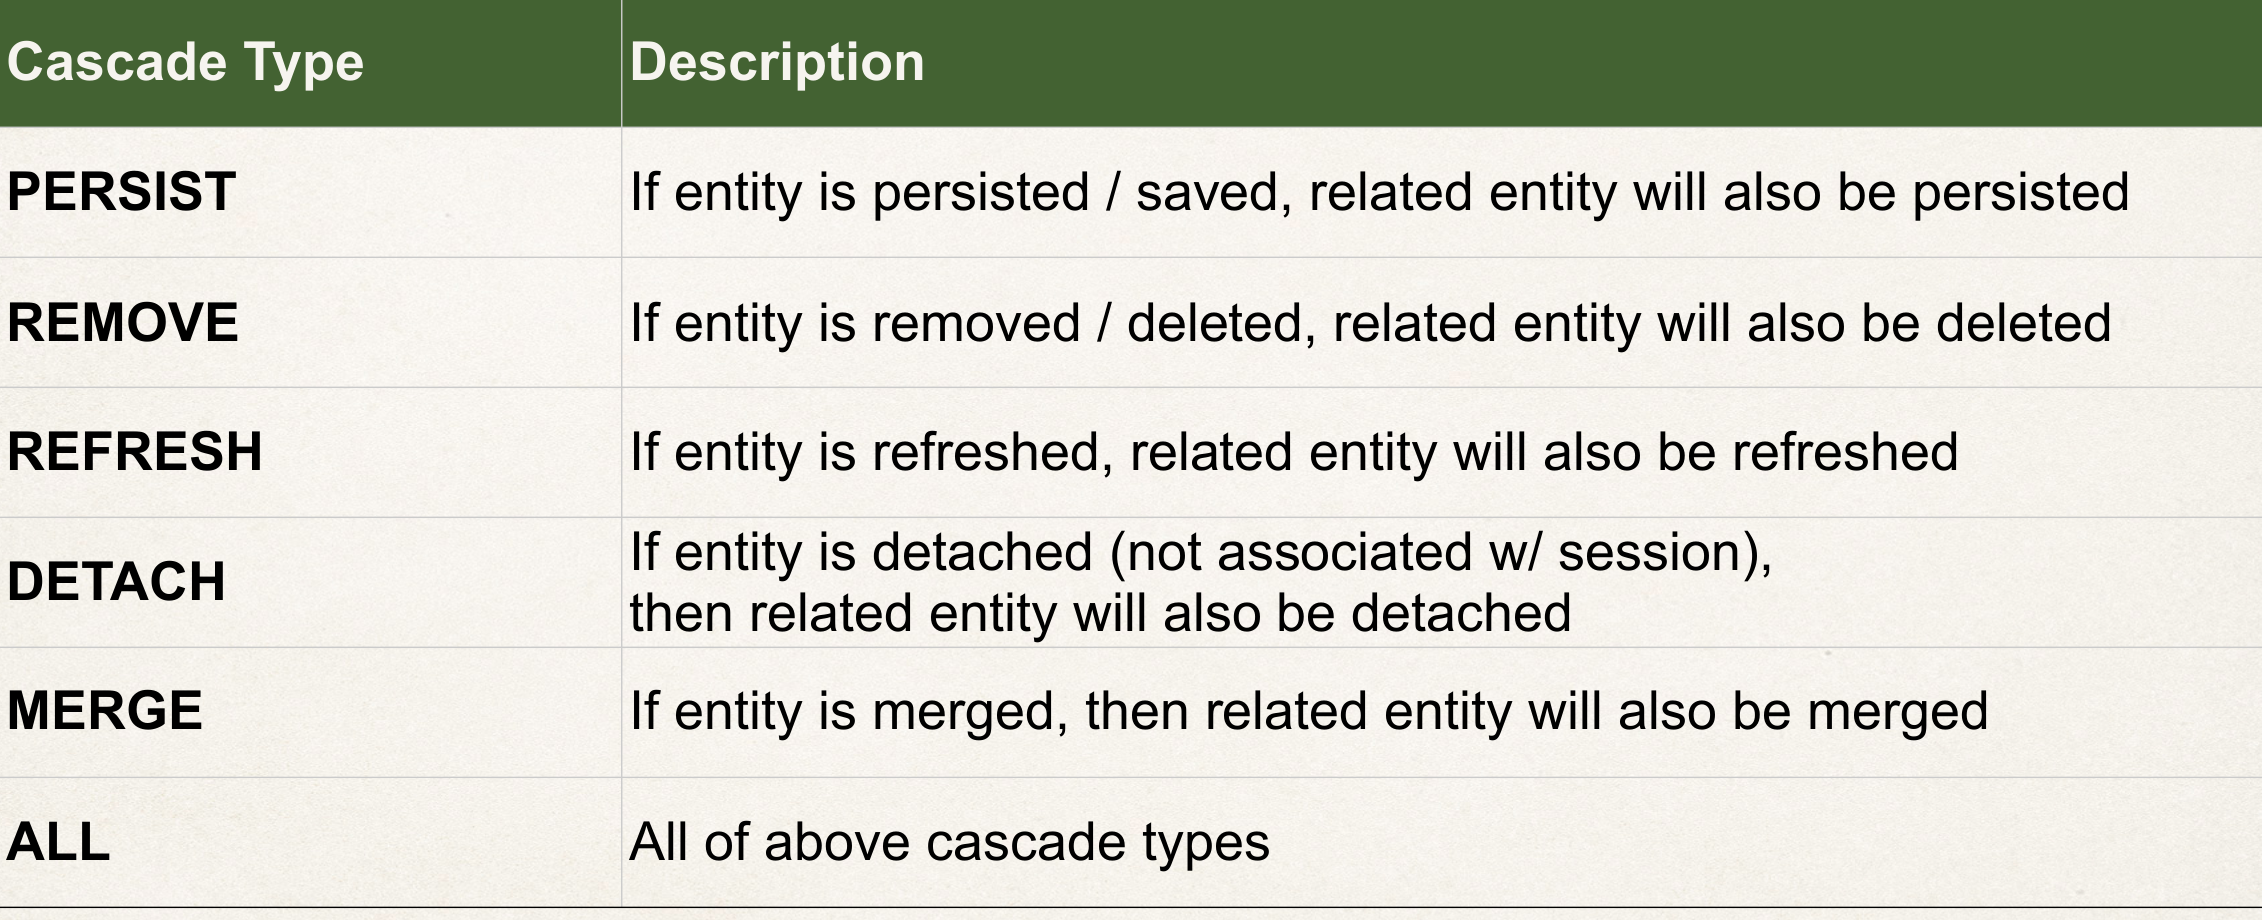 Cascade Type Description
PERSIST If entity is persisted / saved, related entity will also be persisted
REMOVE If entity is removed / deleted, related entity will also be deleted
REFRESH If entity is refreshed, related entity will also be refreshed
DETACH If entity is detached (not associated w/ session),
then related entity will also be detached
MERGE If entity is merged, then related entity will also be merged
ALL All of above cascade types